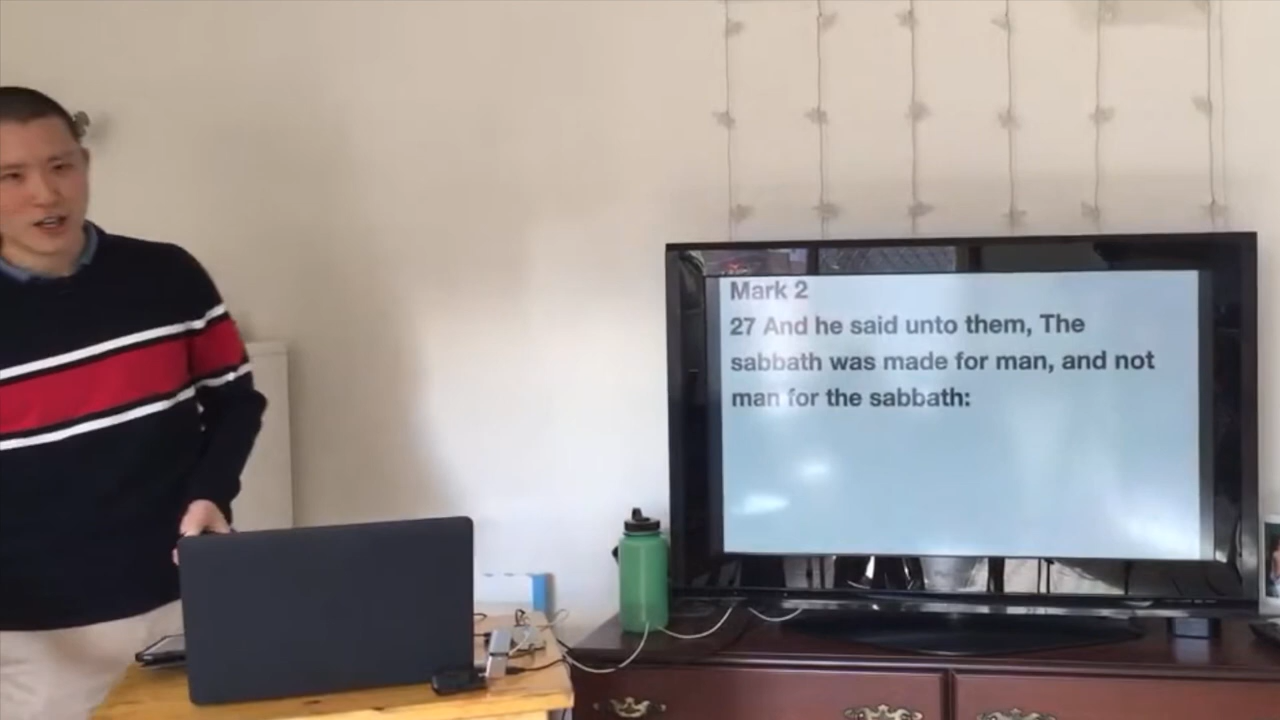 Mark 2
27 And he said unto them, The
sabbath was made for man, and not
man for the sabbath: